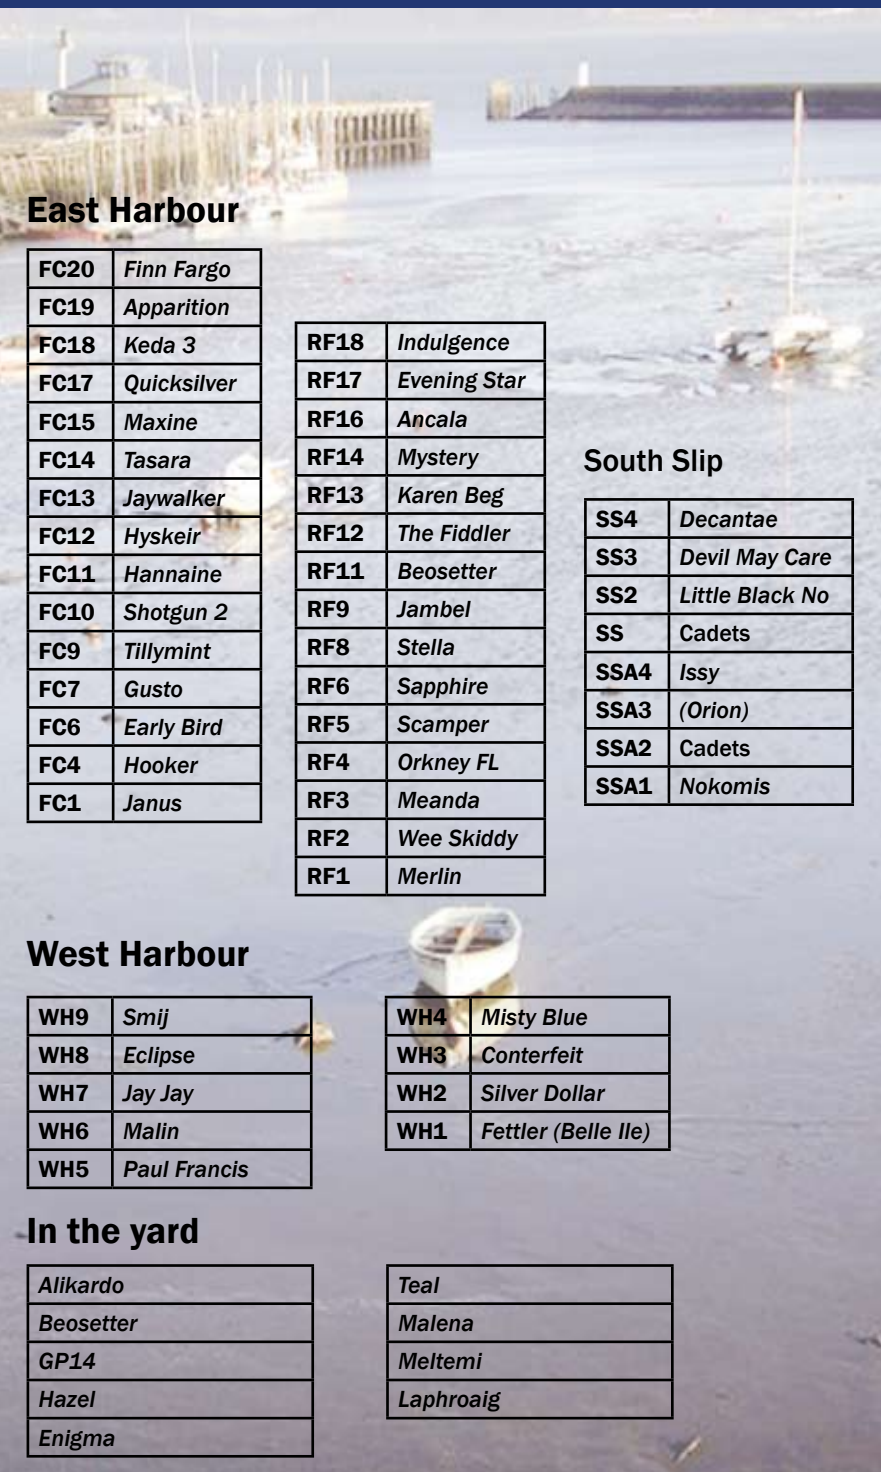 East Harbour
FC20 Finn Fargo
FC19 Apparition
FC18 Keda 3
FC17 Quicksilver
FC15 Maxine
FC14 Tasara
FC13 Jaywalker
FC12 Hyskeir
FC11 Hannaine
FC10 Shotgun 2
FC9 Tillymint
FC7 Gusto
FC6 Early Bird
FC4 Hooker
FC1 Janus
RF18 Indulgence
RF17 Evening Star
RF16 Ancala
RF14 Mystery
RF13 Karen Beg
RF12 The Fiddler
RF11 Beosetter
RF9 Jambel
RF8 Stella
RF6 Sapphire
RF5 Scamper
RF4 Orkney FL
RF3 Meanda
RF2 Wee Skiddy
RF1 Merlin
South Slip
SS4 Decantae
SS3 Devil May Care
SS2 Little Black No
SS Cadets
SSA4 Issy
SSA3 (Orion)
SSA2 Cadets
SSA1 Nokomis
West Harbour
WH9 Smij
WH8 Eclipse
WH7 Jay Jay
WH6 Malin
WH5 Paul Francis
WH4 Misty Blue
WH3 Conterfeit
WH2 Silver Dollar
WH1 Fettler (Belle Ile)
In the yard
Alikardo
Beosetter
GP14
Hazel
Enigma
Teal
Malena
Meltemi
Laphroaig